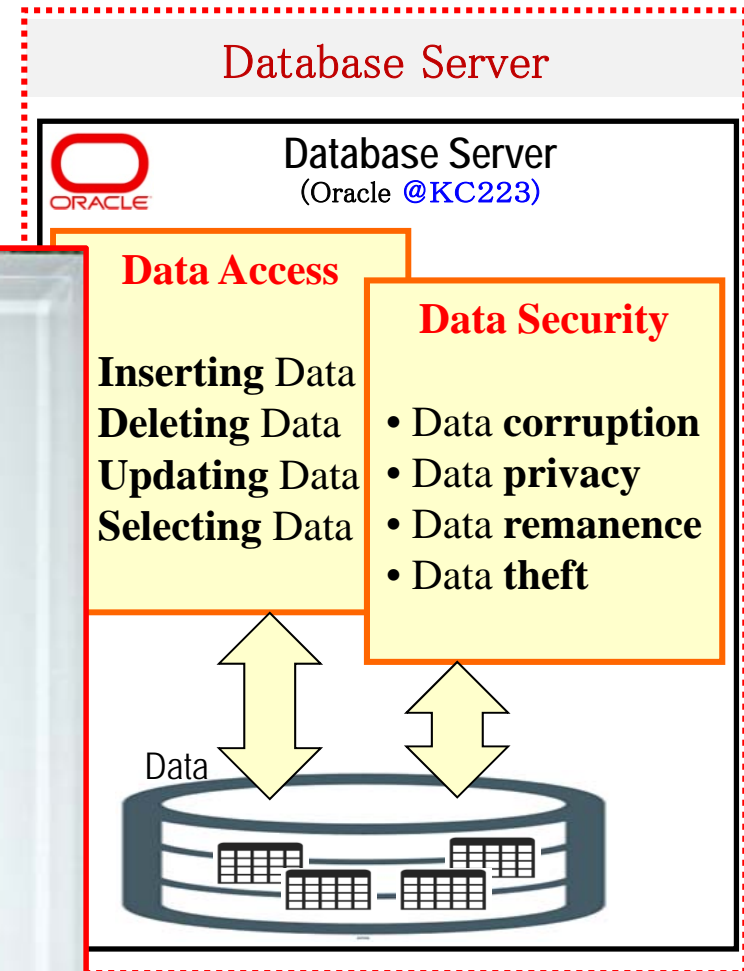 Database Server
Database Server
ORACLE
(Oracle @KC223)
Data Access
Inserting Data
Deleting Data
Updating Data
Selecting Data
Data Security
• Data corruption
• Data privacy
• Data remanence
• Data theft
Data